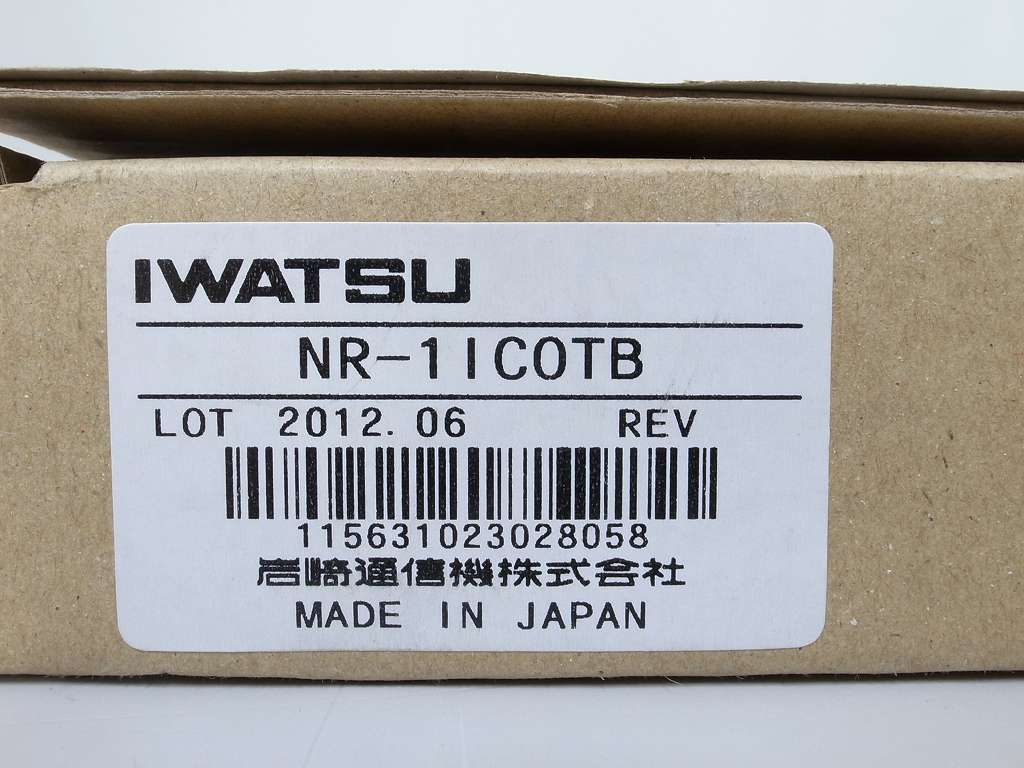 IWATSU
NR-1ICOTB
LOT 2012.06 REV
115631023028058
岩崎通信機株式会社
MADE IN JAPAN